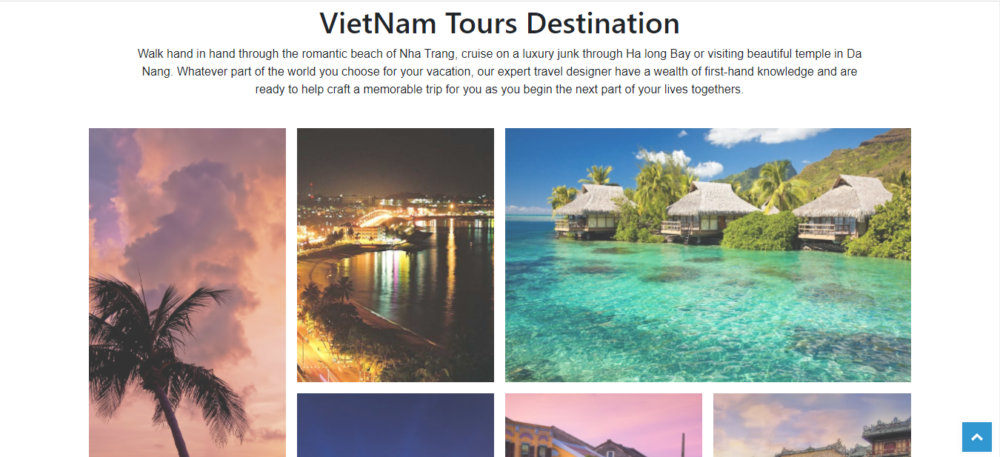 VietNam Tours Destination
Walk hand in hand through the romantic beach of Nha Trang, cruise on a luxury junk through Ha long Bay or visiting beautiful temple in Da
Nang. Whatever part of the world you choose for your vacation, our expert travel designer have a wealth of first-hand knowledge and are
ready to help craft a memorable trip for you as you begin the next part of your lives togethers.